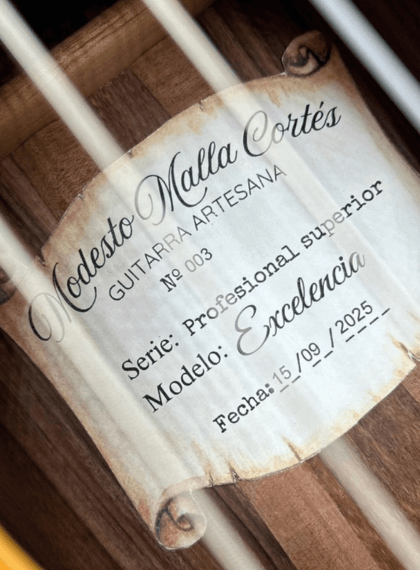 Modesto Malla Cortés
GUITARRA ARTESANA
Nº 003
Serie: Profesional superior
Modelo: Excelencia
Fecha: 15/09/2025